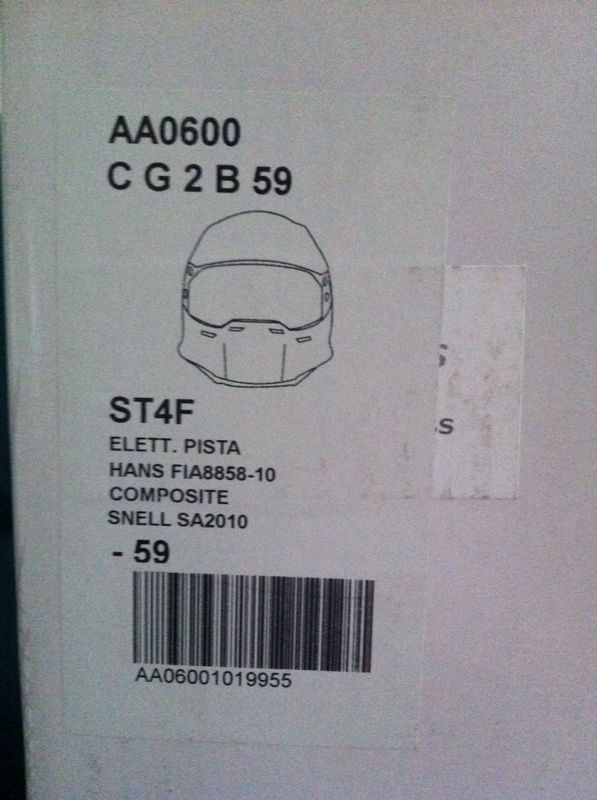 AA0600
C G 2 B 59
ST4F
ELETT. PISTA
HANS FIA8858-10
COMPOSITE
SNELL SA2010
- 59
AA06001019955